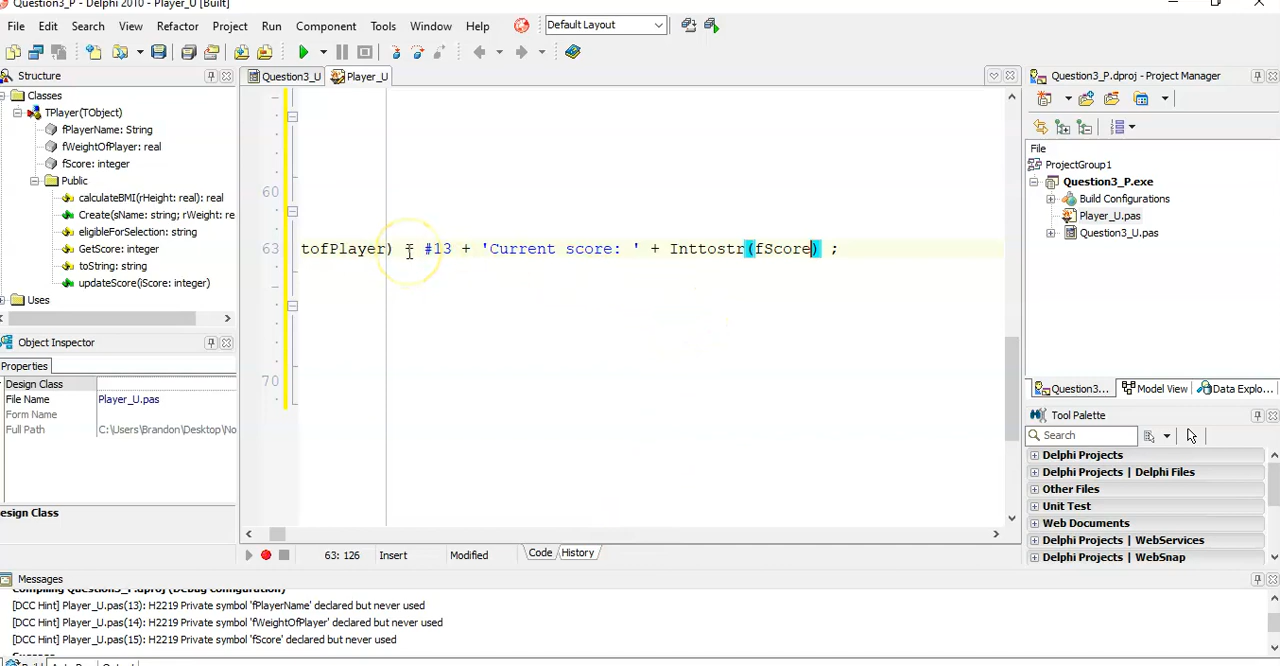 Question3_P - Delphi 2010 - Player_U [Built]
File Edit Search View Refactor Project Run Component Tools Window Help Default Layout
Structure
Classes
TPlayer(TObject)
fPlayerName: String
fWeightOfPlayer: real
fScore: integer
Public
calculateBMI(rHeight: real): real
Create(sName: string; rWeight: re
eligibleForSelection: string
GetScore: integer
toString: string
updateScore(iScore: integer)
Uses
Object Inspector
Properties
Design Class
File Name Player_U.pas
Form Name
Full Path C:\Users\Brandon\Desktop\No
esign Class
Question3_U Player_U
60
63 tofPlayer) + #13 + 'Current score: ' + Inttostr(fScore) ;
70
63: 126 Insert Modified Code History
Question3_P.dproj - Project Manager
File
ProjectGroup1
Question3_P.exe
Build Configurations
Player_U.pas
Question3_U.pas
Question3... Model View Data Explo...
Tool Palette
Search
Delphi Projects
Delphi Projects | Delphi Files
Other Files
Unit Test
Web Documents
Delphi Projects | WebServices
Delphi Projects | WebSnap
Messages
Compiling Question3_P.dproj (Debug configuration)
[DCC Hint] Player_U.pas(13): H2219 Private symbol 'fPlayerName' declared but never used
[DCC Hint] Player_U.pas(14): H2219 Private symbol 'fWeightOfPlayer' declared but never used
[DCC Hint] Player_U.pas(15): H2219 Private symbol 'fScore' declared but never used
Success